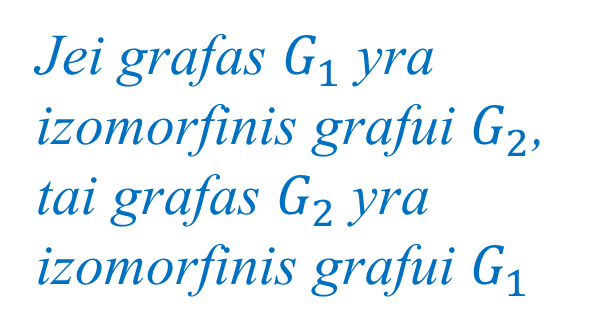 Jei grafas G₁ yra
izomorfinis grafui G₂,
tai grafas G₂ yra
izomorfinis grafui G₁